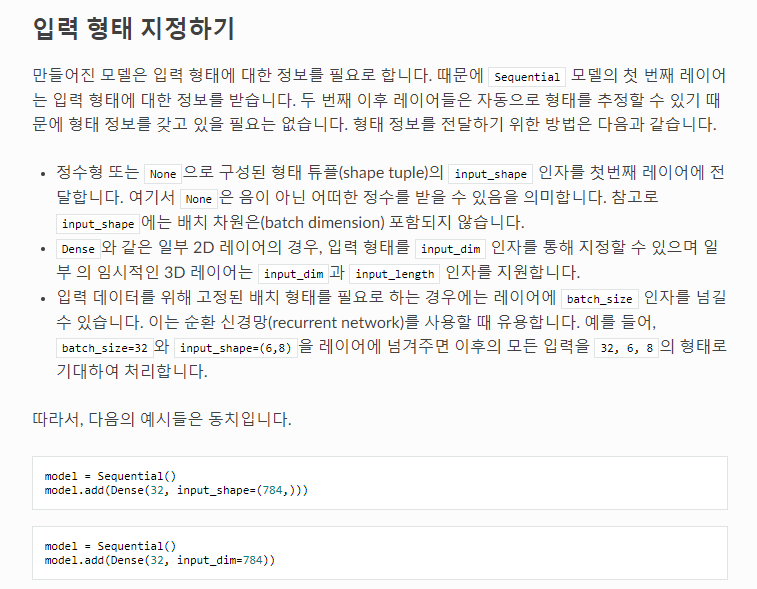 입력 형태 지정하기
만들어진 모델은 입력 형태에 대한 정보를 필요로 합니다. 때문에 Sequential 모델의 첫 번째 레이어
는 입력 형태에 대한 정보를 받습니다. 두 번째 이후 레이어들은 자동으로 형태를 추정할 수 있기 때
문에 형태 정보를 갖고 있을 필요는 없습니다. 형태 정보를 전달하기 위한 방법은 다음과 같습니다.
• 정수형 또는 None 으로 구성된 형태 튜플(shape tuple)의 input_shape 인자를 첫번째 레이어에 전
달합니다. 여기서 None 은 음이 아닌 어떠한 정수를 받을 수 있음을 의미합니다. 참고로
input_shape 에는 배치 차원은(batch dimension) 포함되지 않습니다.
• Dense 와 같은 일부 2D 레이어의 경우, 입력 형태를 input_dim 인자를 통해 지정할 수 있으며 일
부 의 임시적인 3D 레이어는 input_dim 과 input_length 인자를 지원합니다.
• 입력 데이터를 위해 고정된 배치 형태를 필요로 하는 경우에는 레이어에 batch_size 인자를 넘길
수 있습니다. 이는 순환 신경망(recurrent network)를 사용할 때 유용합니다. 예를 들어,
batch_size=32 와 input_shape=(6,8) 을 레이어에 넘겨주면 이후의 모든 입력을 32, 6, 8 의 형태로
기대하여 처리합니다.
따라서, 다음의 예시들은 동치입니다.
model = Sequential()
model.add(Dense(32, input_shape=(784,)))
model = Sequential()
model.add(Dense(32, input_dim=784))